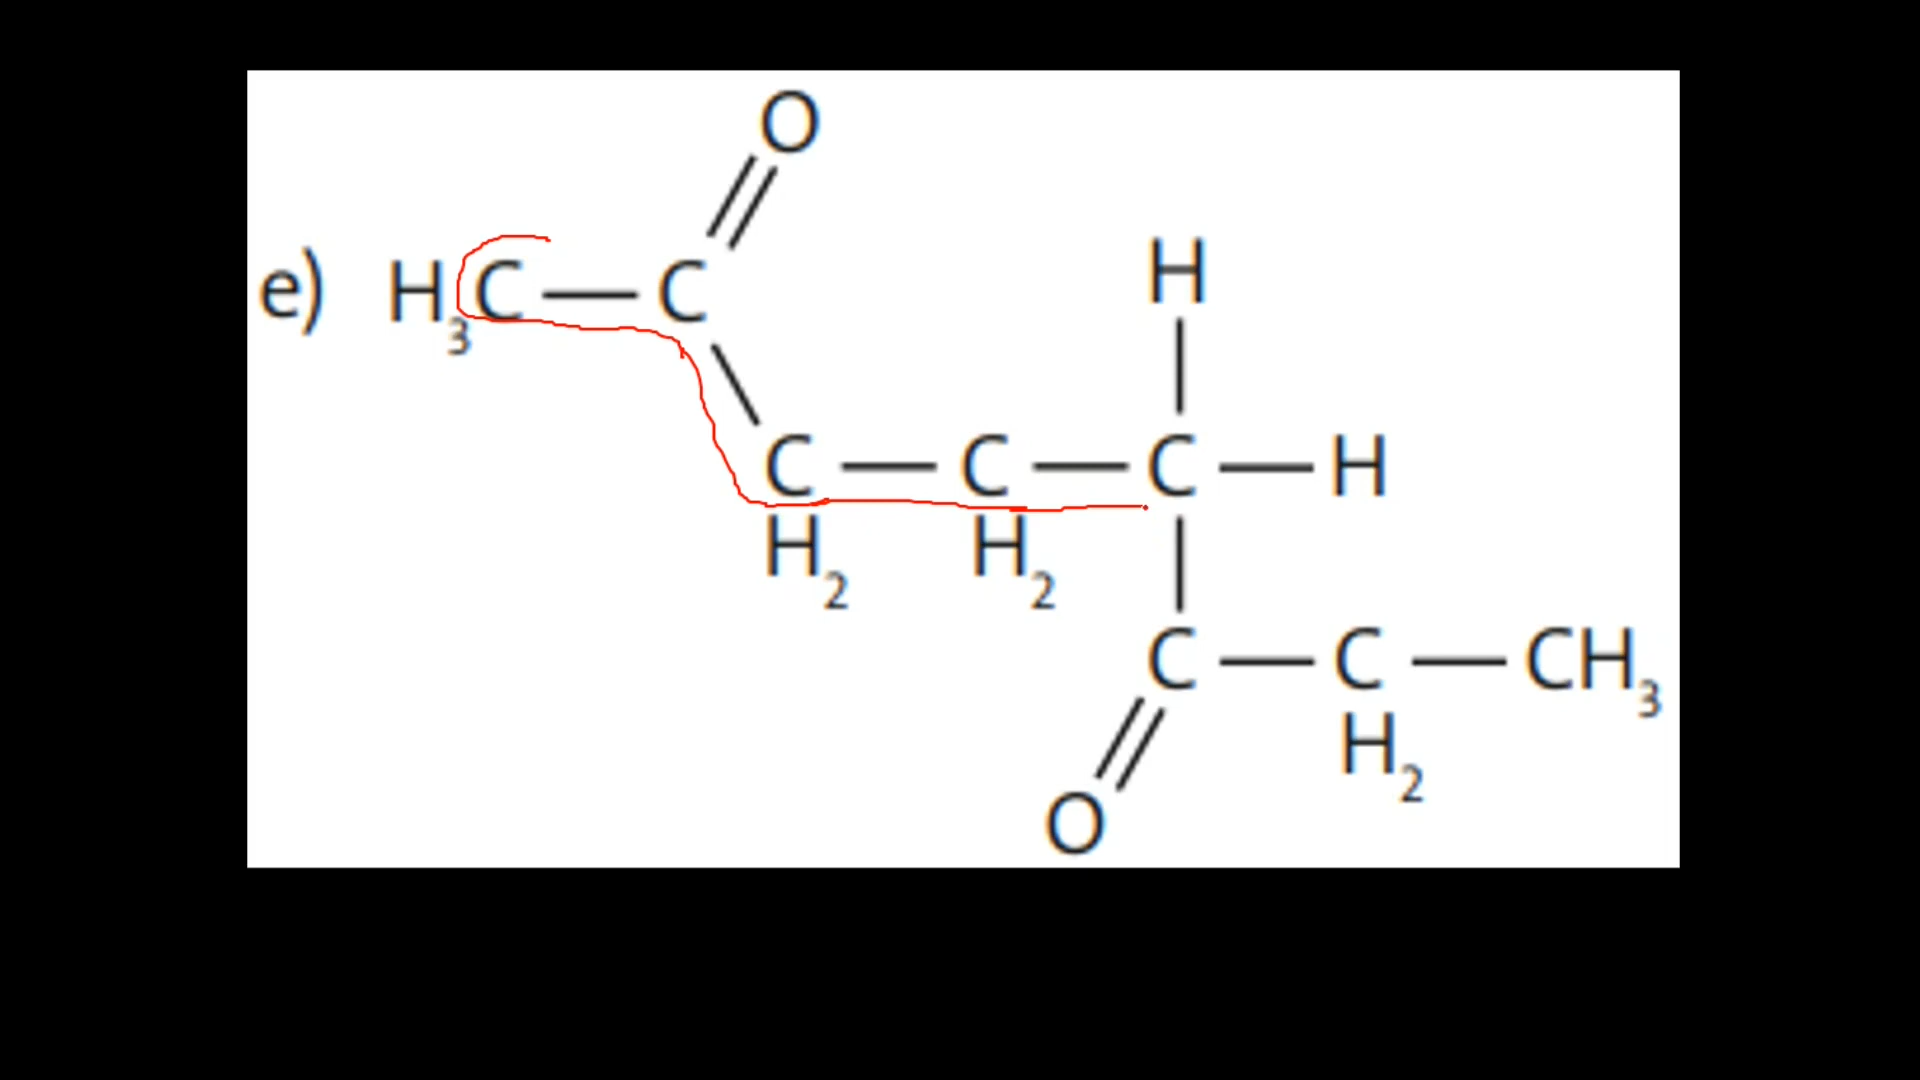 O
H
e) H₃C — C
C — C — C — H
H₂ H₂
C — C — CH₃
H₂
O